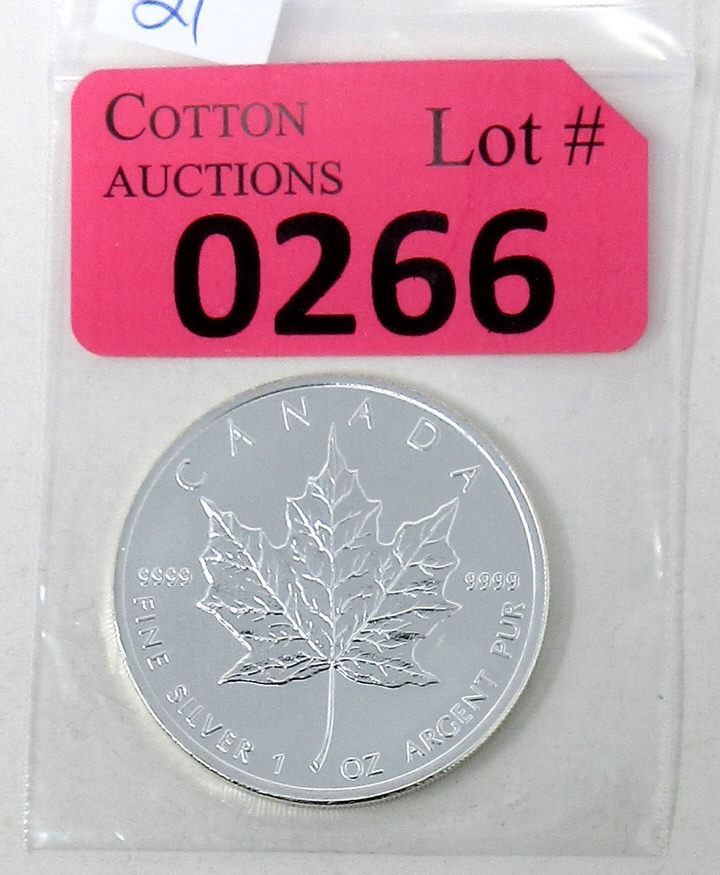 21
COTTON
AUCTIONS
Lot #
0266
CANADA
9999 9999
FINE SILVER 1 OZ ARGENT PUR